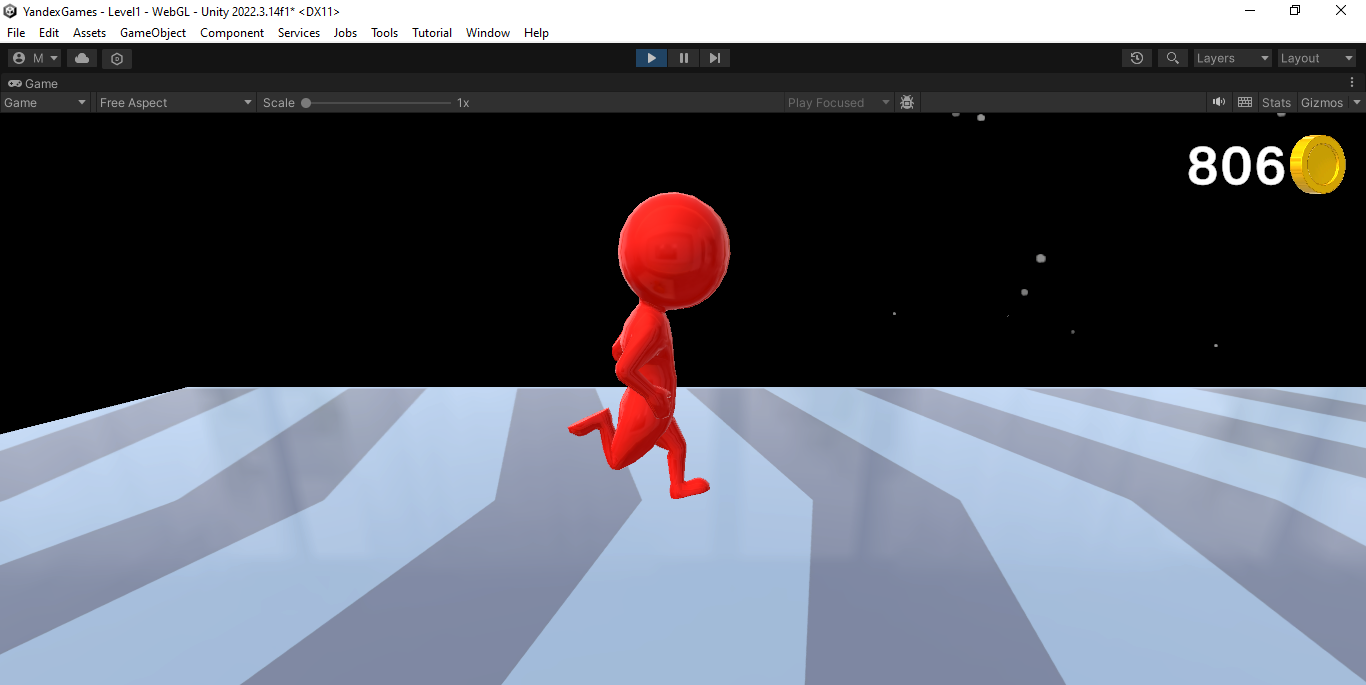 YandexGames - Level1 - WebGL - Unity 2022.3.14f1* <DX11>
File Edit Assets GameObject Component Services Jobs Tools Tutorial Window Help
M Layers Layout
Game
Game Free Aspect Scale 1x Play Focused Stats Gizmos
806